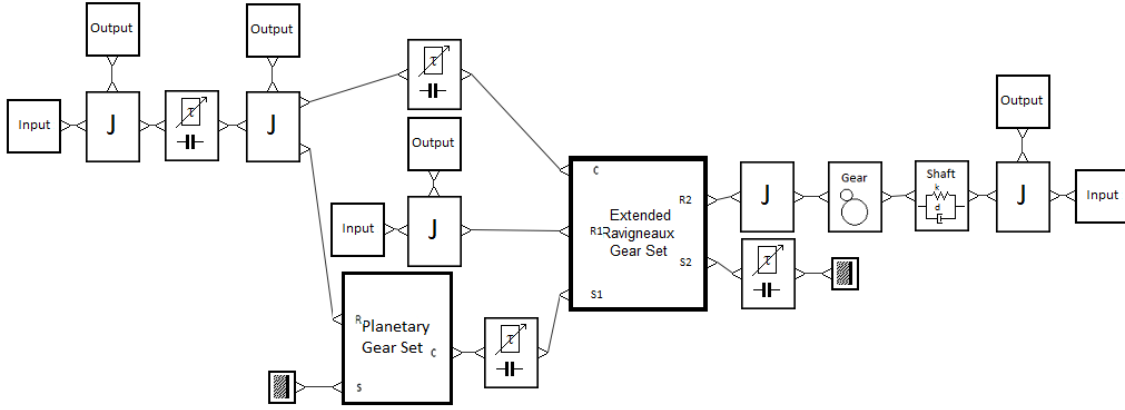 Output
Output
τ
Input
J
τ
J
Output
Output
Input
J
C
R2
J
Gear
Shaft
k
d
J
Input
Extended
R1 Ravigneaux
Gear Set
S2
τ
S1
R Planetary
Gear Set
C
τ
S